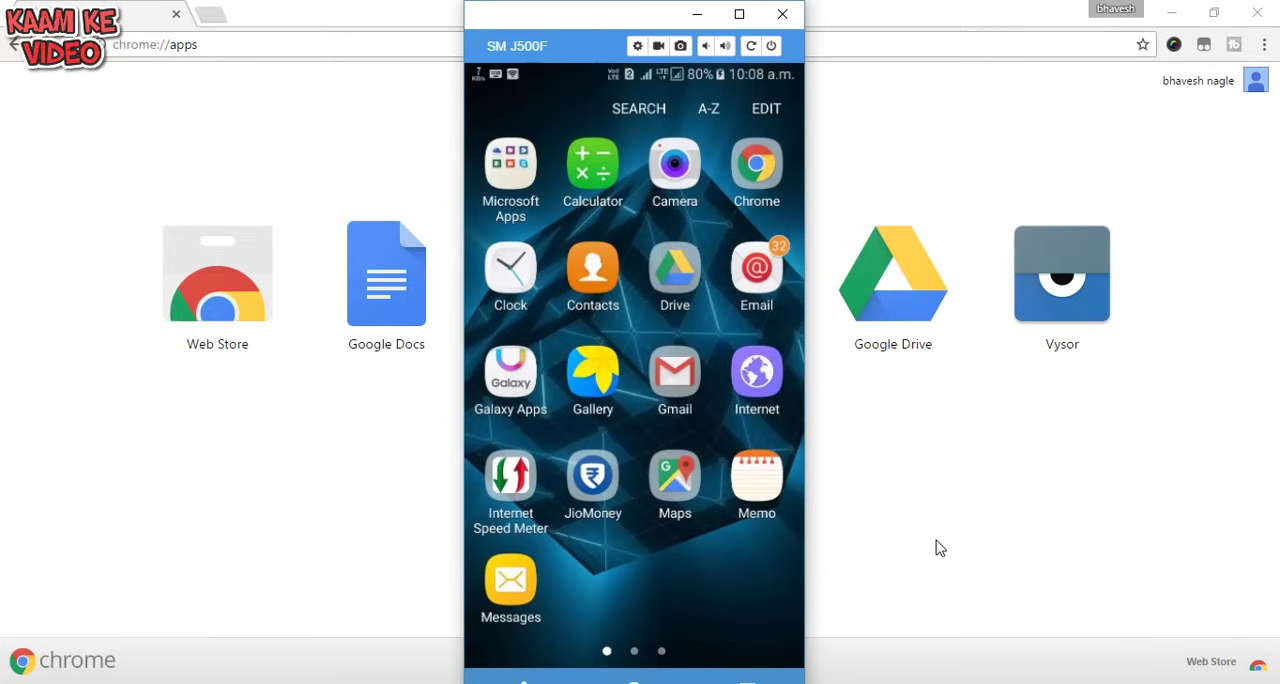 KAAM KE
VIDEO
bhavesh
chrome://apps
bhavesh nagle
SM J500F
80% 10:08 a.m.
SEARCH A-Z EDIT
Microsoft Apps
Calculator
Camera
Chrome
32
Clock
Contacts
Drive
Email
Galaxy
Galaxy Apps
Gallery
Gmail
Internet
Internet
Speed Meter
JioMoney
Maps
Memo
Messages
Web Store
Google Docs
Google Drive
Vysor
chrome
Web Store